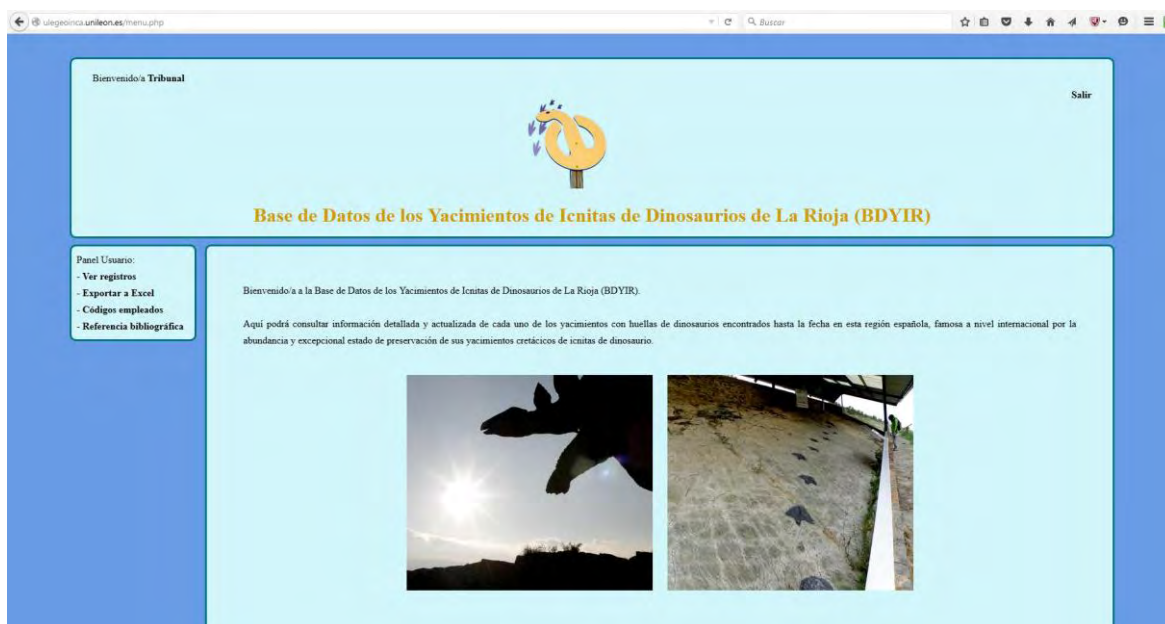 ulegeoinca.unileon.es/menu.php
Buscar
Bienvenido/a Tribunal
Salir
Base de Datos de los Yacimientos de Icnitas de Dinosaurios de La Rioja (BDYIR)
Panel Usuario:
- Ver registros
- Exportar a Excel
- Códigos empleados
- Referencia bibliográfica
Bienvenido/a a la Base de Datos de los Yacimientos de Icnitas de Dinosaurios de La Rioja (BDYIR).
Aquí podrá consultar información detallada y actualizada de cada uno de los yacimientos con huellas de dinosaurios encontrados hasta la fecha en esta región española, famosa a nivel internacional por la
abundancia y excepcional estado de preservación de sus yacimientos cretácicos de icnitas de dinosaurio.